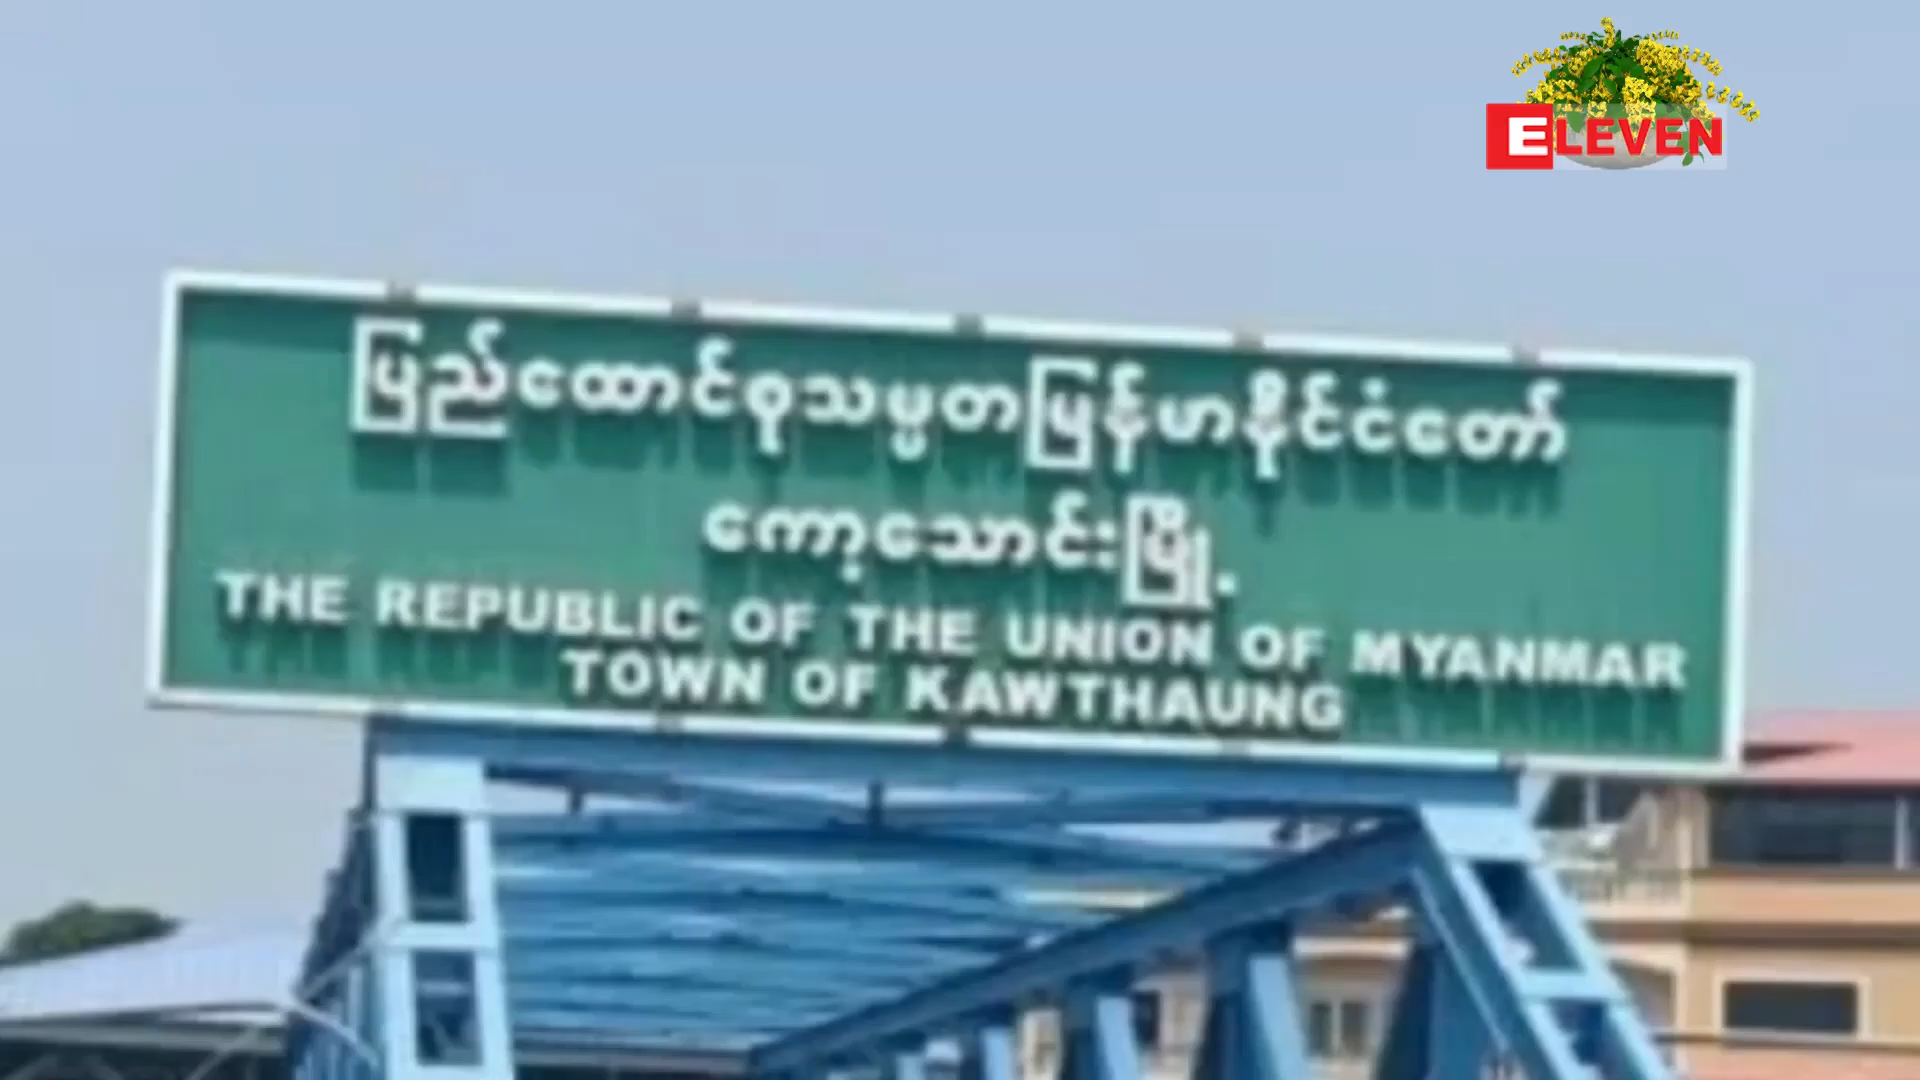 ELEVEN
ပြည်ထောင်စုသမ္မတမြန်မာနိုင်ငံတော်
ကော့သောင်းမြို့
THE REPUBLIC OF THE UNION OF MYANMAR
TOWN OF KAWTHAUNG